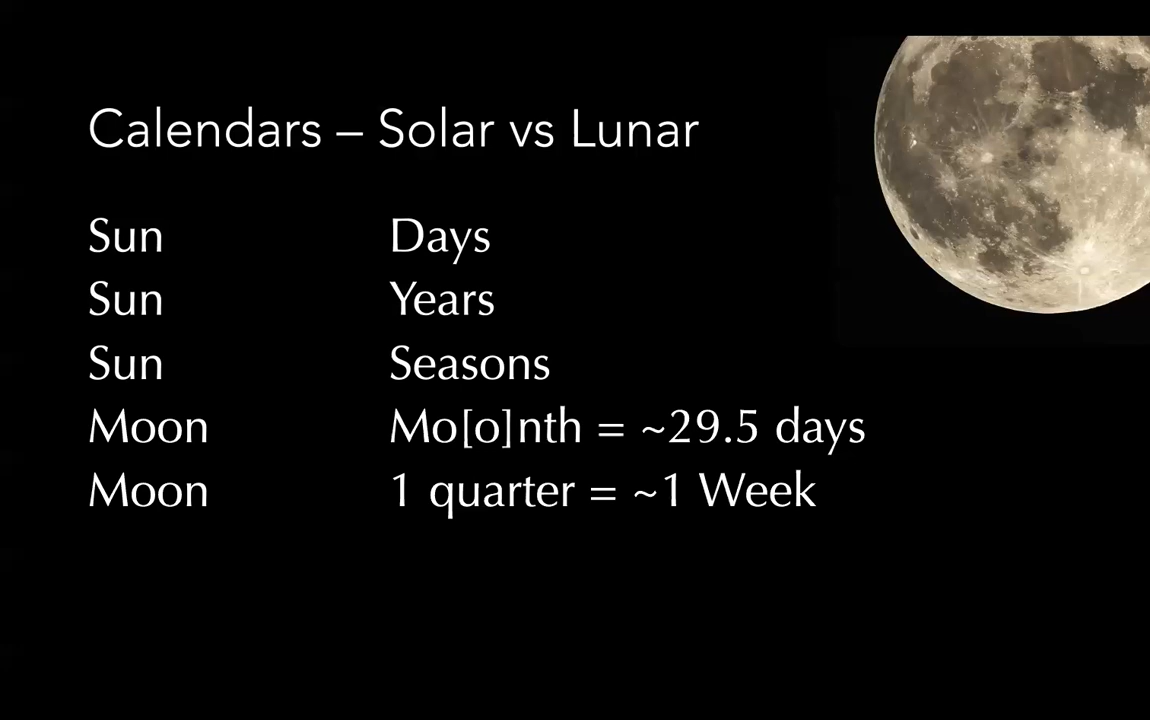 Calendars – Solar vs Lunar
Sun Days
Sun Years
Sun Seasons
Moon Mo[o]nth = ~29.5 days
Moon 1 quarter = ~1 Week